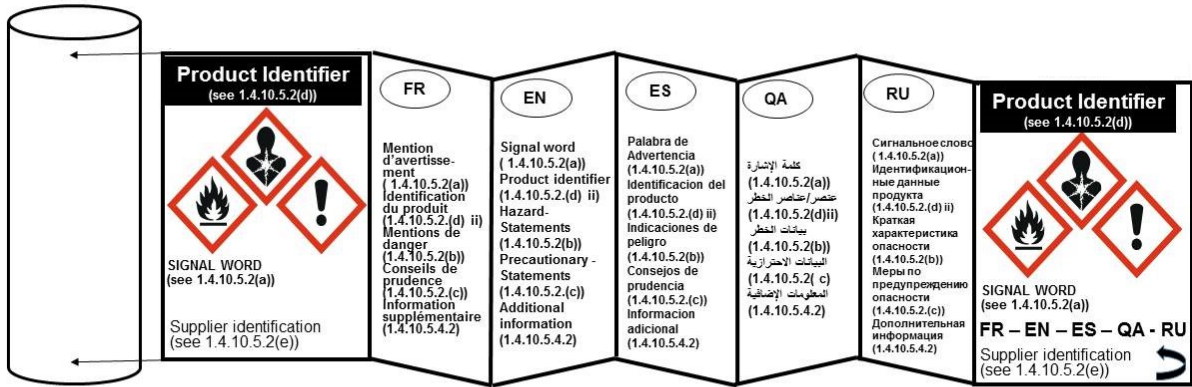 Product Identifier
(see 1.4.10.5.2(d))
SIGNAL WORD
(see 1.4.10.5.2(a))
Supplier identification
(see 1.4.10.5.2(e))
FR
Mention
d'avertisse-
ment
( 1.4.10.5.2(a))
Identification
du produit
(1.4.10.5.2.(d) ii)
Mentions de
danger
(1.4.10.5.2(b))
Conseils de
prudence
(1.4.10.5.2.(c))
Information
supplémentaire
(1.4.10.5.4.2)
EN
Signal word
( 1.4.10.5.2(a))
Product identifier
(1.4.10.5.2.(d) ii)
Hazard-
Statements
(1.4.10.5.2(b))
Precautionary -
Statements
(1.4.10.5.2.(c))
Additional
information
(1.4.10.5.4.2)
ES
Palabra de
Advertencia
(1.4.10.5.2(a))
Identificacion del
producto
(1.4.10.5.2.(d) ii)
Indicaciones de
peligro
(1.4.10.5.2(b))
Consejos de
prudencia
(1.4.10.5.2.(c))
Informacion
adicional
(1.4.10.5.4.2)
QA
كلمة الإشارة
(1.4.10.5.2(a))
عنصر/عناصر الخطر
(1.4.10.5.2(d)ii)
بيانات الخطر
(1.4.10.5.2(b))
البيانات الاحترازية
(1.4.10.5.2( c)
المعلومات الإضافية
(1.4.10.5.4.2)
RU
Сигнальное слово
( 1.4.10.5.2(a))
Идентификацион-
ные данные
продукта
(1.4.10.5.2.(d) ii)
Краткая
характеристика
опасности
(1.4.10.5.2(b))
Меры по
предупреждению
опасности
(1.4.10.5.2.(c))
Дополнительная
информация
(1.4.10.5.4.2)
Product Identifier
(see 1.4.10.5.2(d))
SIGNAL WORD
(see 1.4.10.5.2(a))
FR – EN – ES – QA - RU
Supplier identification
(see 1.4.10.5.2(e))